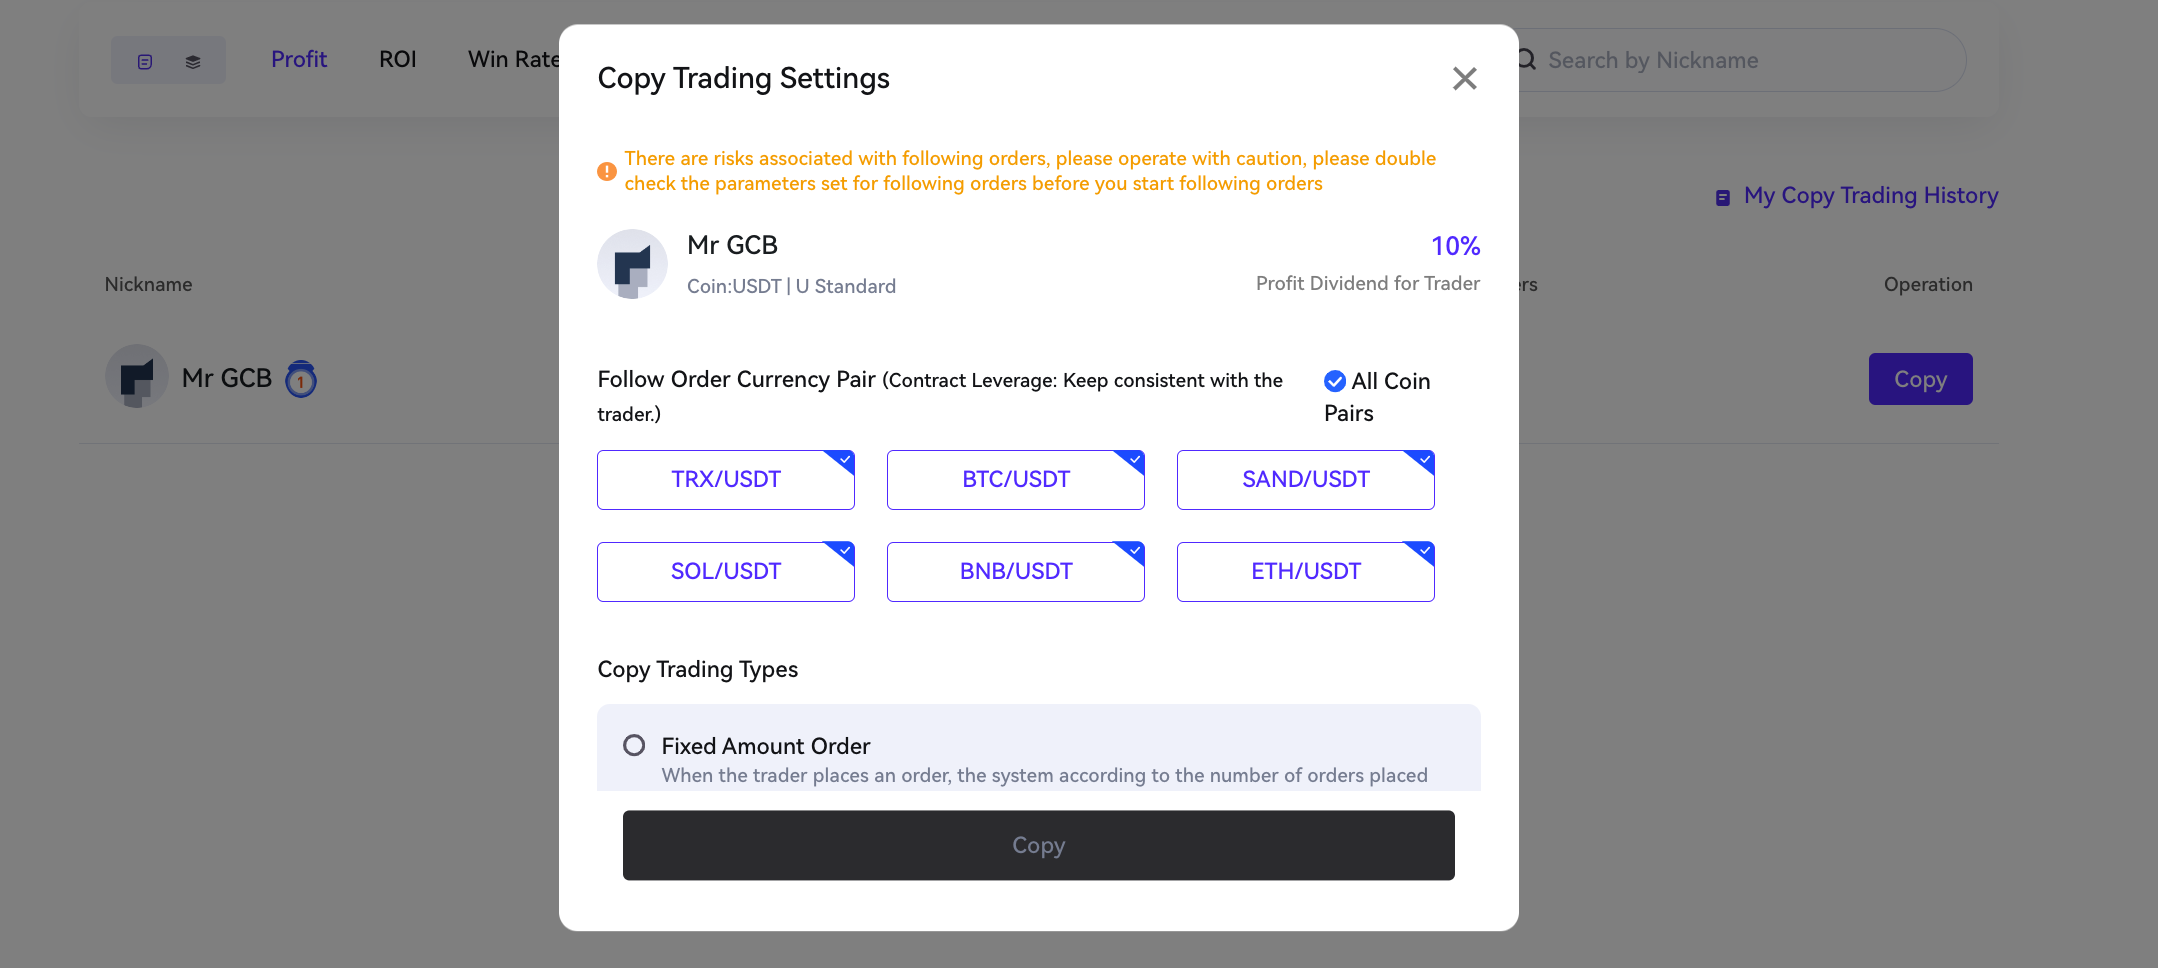 Profit ROI Win Rate
Search by Nickname
Copy Trading Settings
There are risks associated with following orders, please operate with caution, please double
check the parameters set for following orders before you start following orders
My Copy Trading History
Mr GCB
10%
Coin:USDT | U Standard
Profit Dividend for Trader
Nickname
Operation
Mr GCB 1
Copy
Follow Order Currency Pair (Contract Leverage: Keep consistent with the
trader.)
All Coin
Pairs
TRX/USDT BTC/USDT SAND/USDT
SOL/USDT BNB/USDT ETH/USDT
Copy Trading Types
Fixed Amount Order
When the trader places an order, the system according to the number of orders placed
Copy